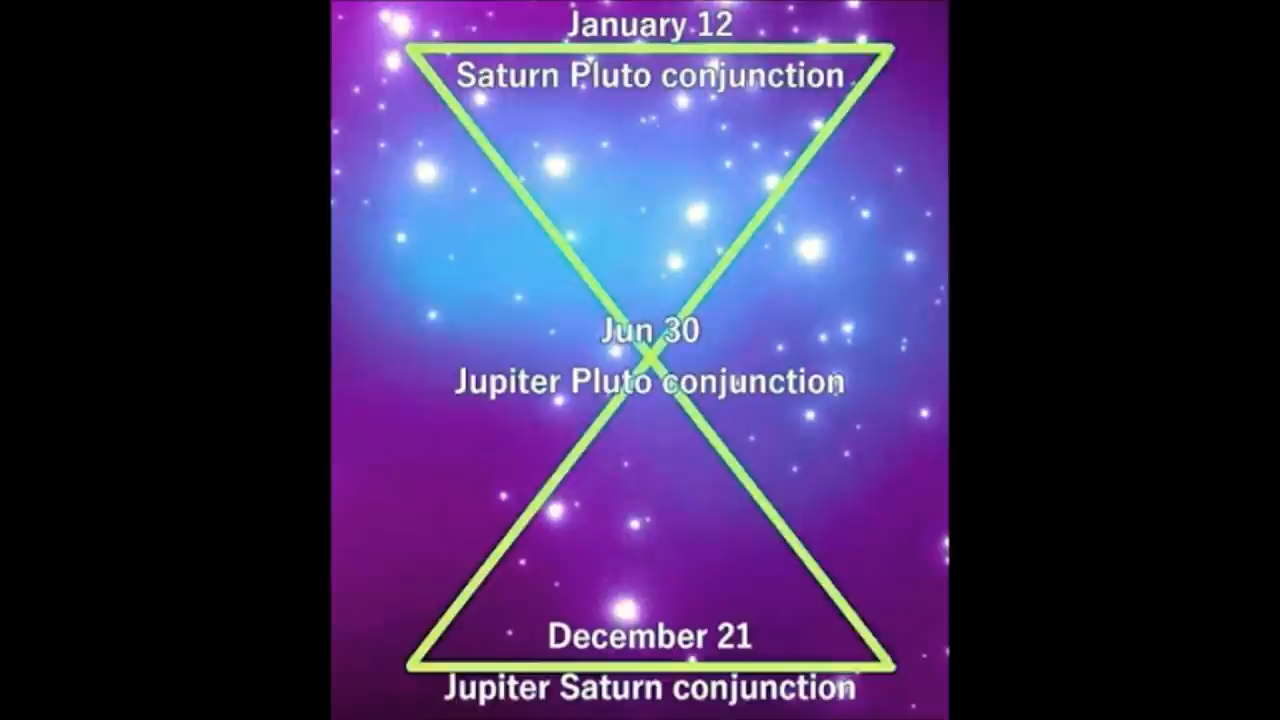 January 12
Saturn Pluto conjunction
Jun 30
Jupiter Pluto conjunction
December 21
Jupiter Saturn conjunction